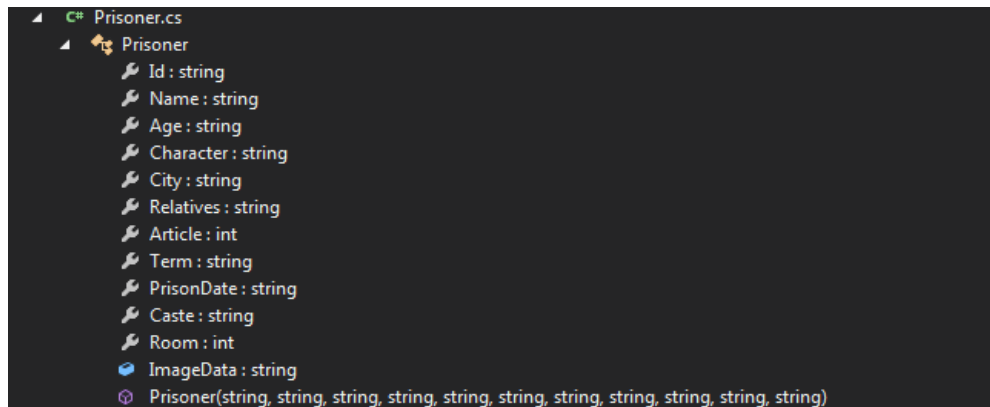 C# Prisoner.cs
Prisoner
Id : string
Name : string
Age : string
Character : string
City : string
Relatives : string
Article : int
Term : string
PrisonDate : string
Caste : string
Room : int
ImageData : string
Prisoner(string, string, string, string, string, string, string, string, string, string, string)